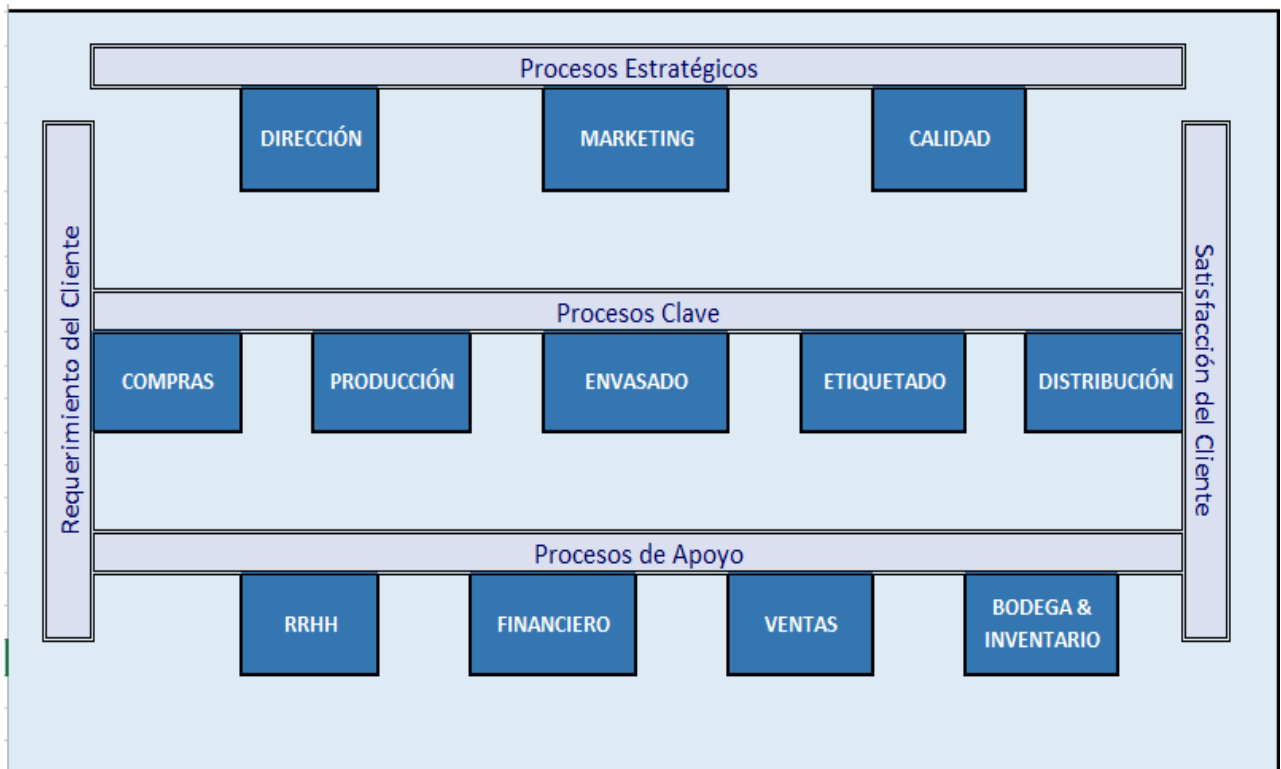 Procesos Estratégicos
DIRECCIÓN
MARKETING
CALIDAD
Requerimiento del Cliente
Satisfacción del Cliente
Procesos Clave
COMPRAS
PRODUCCIÓN
ENVASADO
ETIQUETADO
DISTRIBUCIÓN
Procesos de Apoyo
RRHH
FINANCIERO
VENTAS
BODEGA &
INVENTARIO